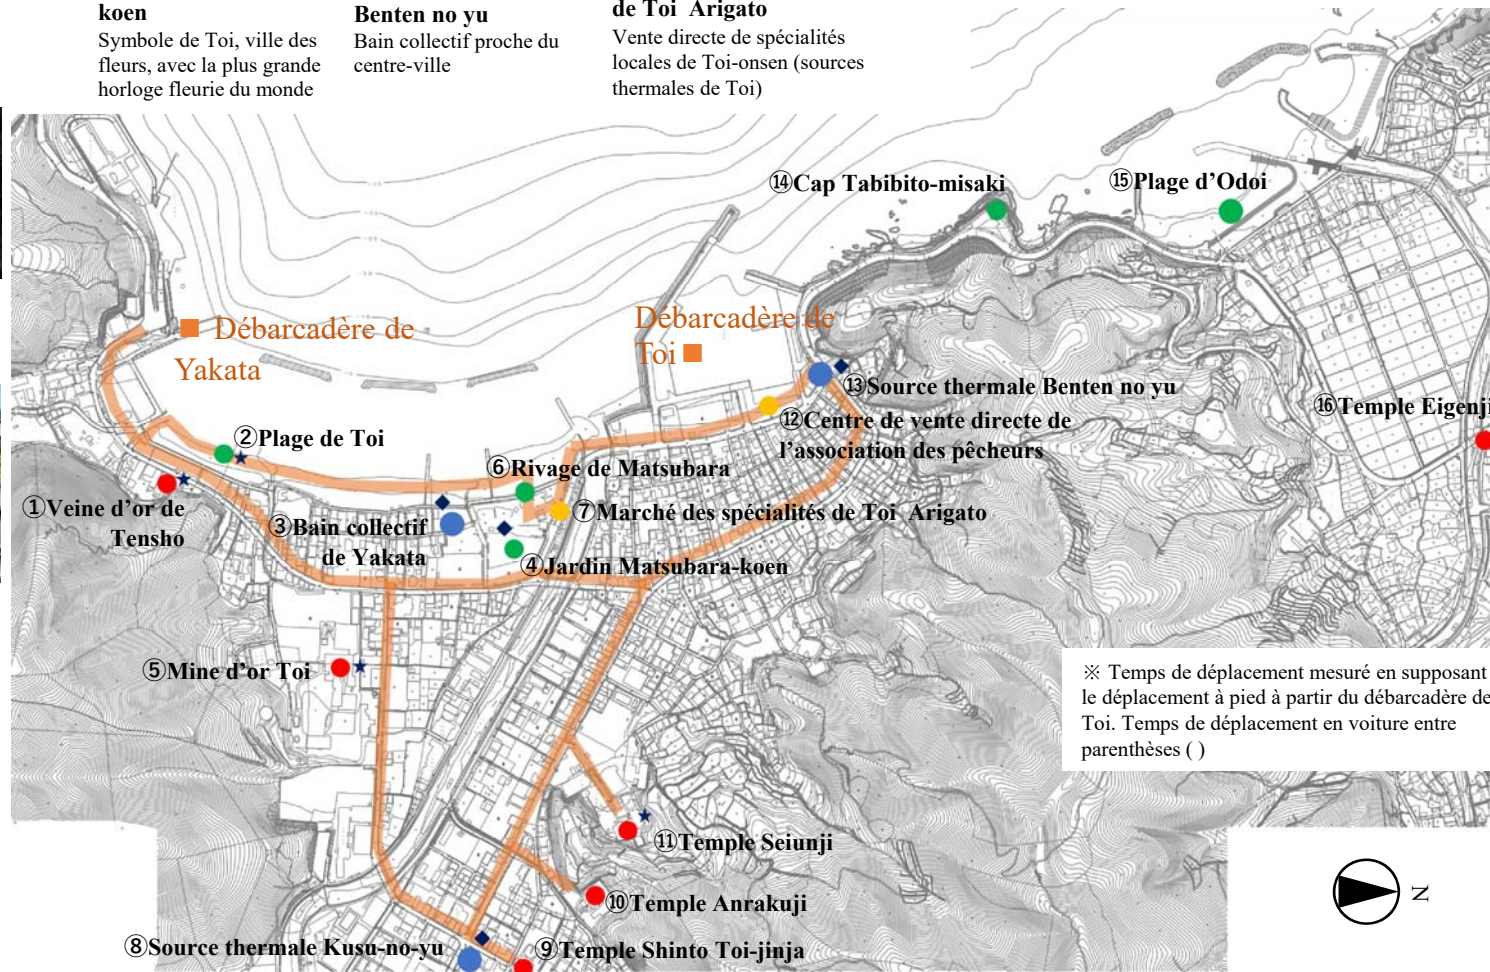 koen
Symbole de Toi, ville des
fleurs, avec la plus grande
horloge fleurie du monde
Benten no yu
Bain collectif proche du
centre-ville
de Toi Arigato
Vente directe de spécialités
locales de Toi-onsen (sources
thermales de Toi)
⑭Cap Tabibito-misaki
⑮Plage d’Odoi
Débarcadère de
Yakata
Débarcadère de
Toi
⑬Source thermale Benten no yu
⑯Temple Eigenji
⑫Centre de vente directe de
l’association des pêcheurs
②Plage de Toi
⑥Rivage de Matsubara
①Veine d’or de
Tensho
⑦Marché des spécialités de Toi Arigato
③Bain collectif
de Yakata
④Jardin Matsubara-koen
⑤Mine d’or Toi
※ Temps de déplacement mesuré en supposant
le déplacement à pied à partir du débarcadère de
Toi. Temps de déplacement en voiture entre
parenthèses ( )
⑪Temple Seiunji
⑩Temple Anrakuji
N
⑧Source thermale Kusu-no-yu
⑨Temple Shinto Toi-jinja